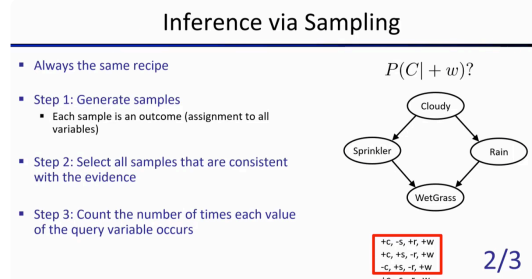 Inference via Sampling
Always the same recipe
Step 1: Generate samples
Each sample is an outcome (assignment to all
variables)
Step 2: Select all samples that are consistent
with the evidence
Step 3: Count the number of times each value
of the query variable occurs
P(C| + w)?
Cloudy
Sprinkler
Rain
WetGrass
+c, -s, +r, +w
+c, +s, -r, +w
-c, +s, -r, +w
2/3